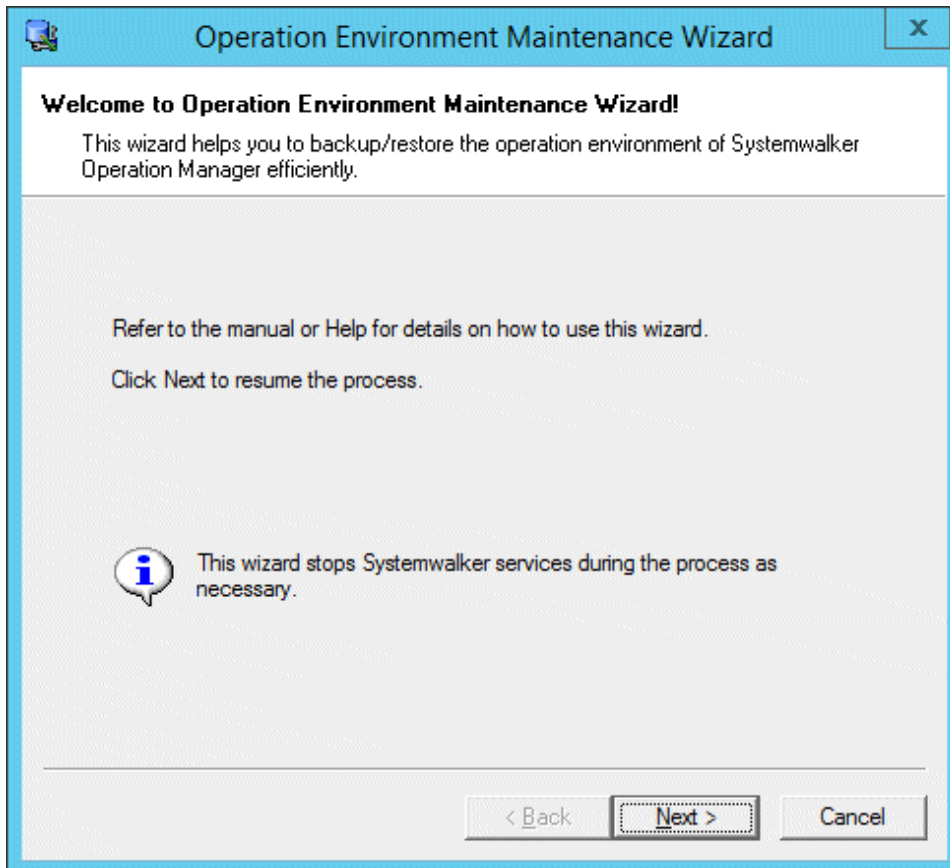 Operation Environment Maintenance Wizard
x
Welcome to Operation Environment Maintenance Wizard!
This wizard helps you to backup/restore the operation environment of Systemwalker
Operation Manager efficiently.
Refer to the manual or Help for details on how to use this wizard.
Click Next to resume the process.
This wizard stops Systemwalker services during the process as
necessary.
< Back Next > Cancel